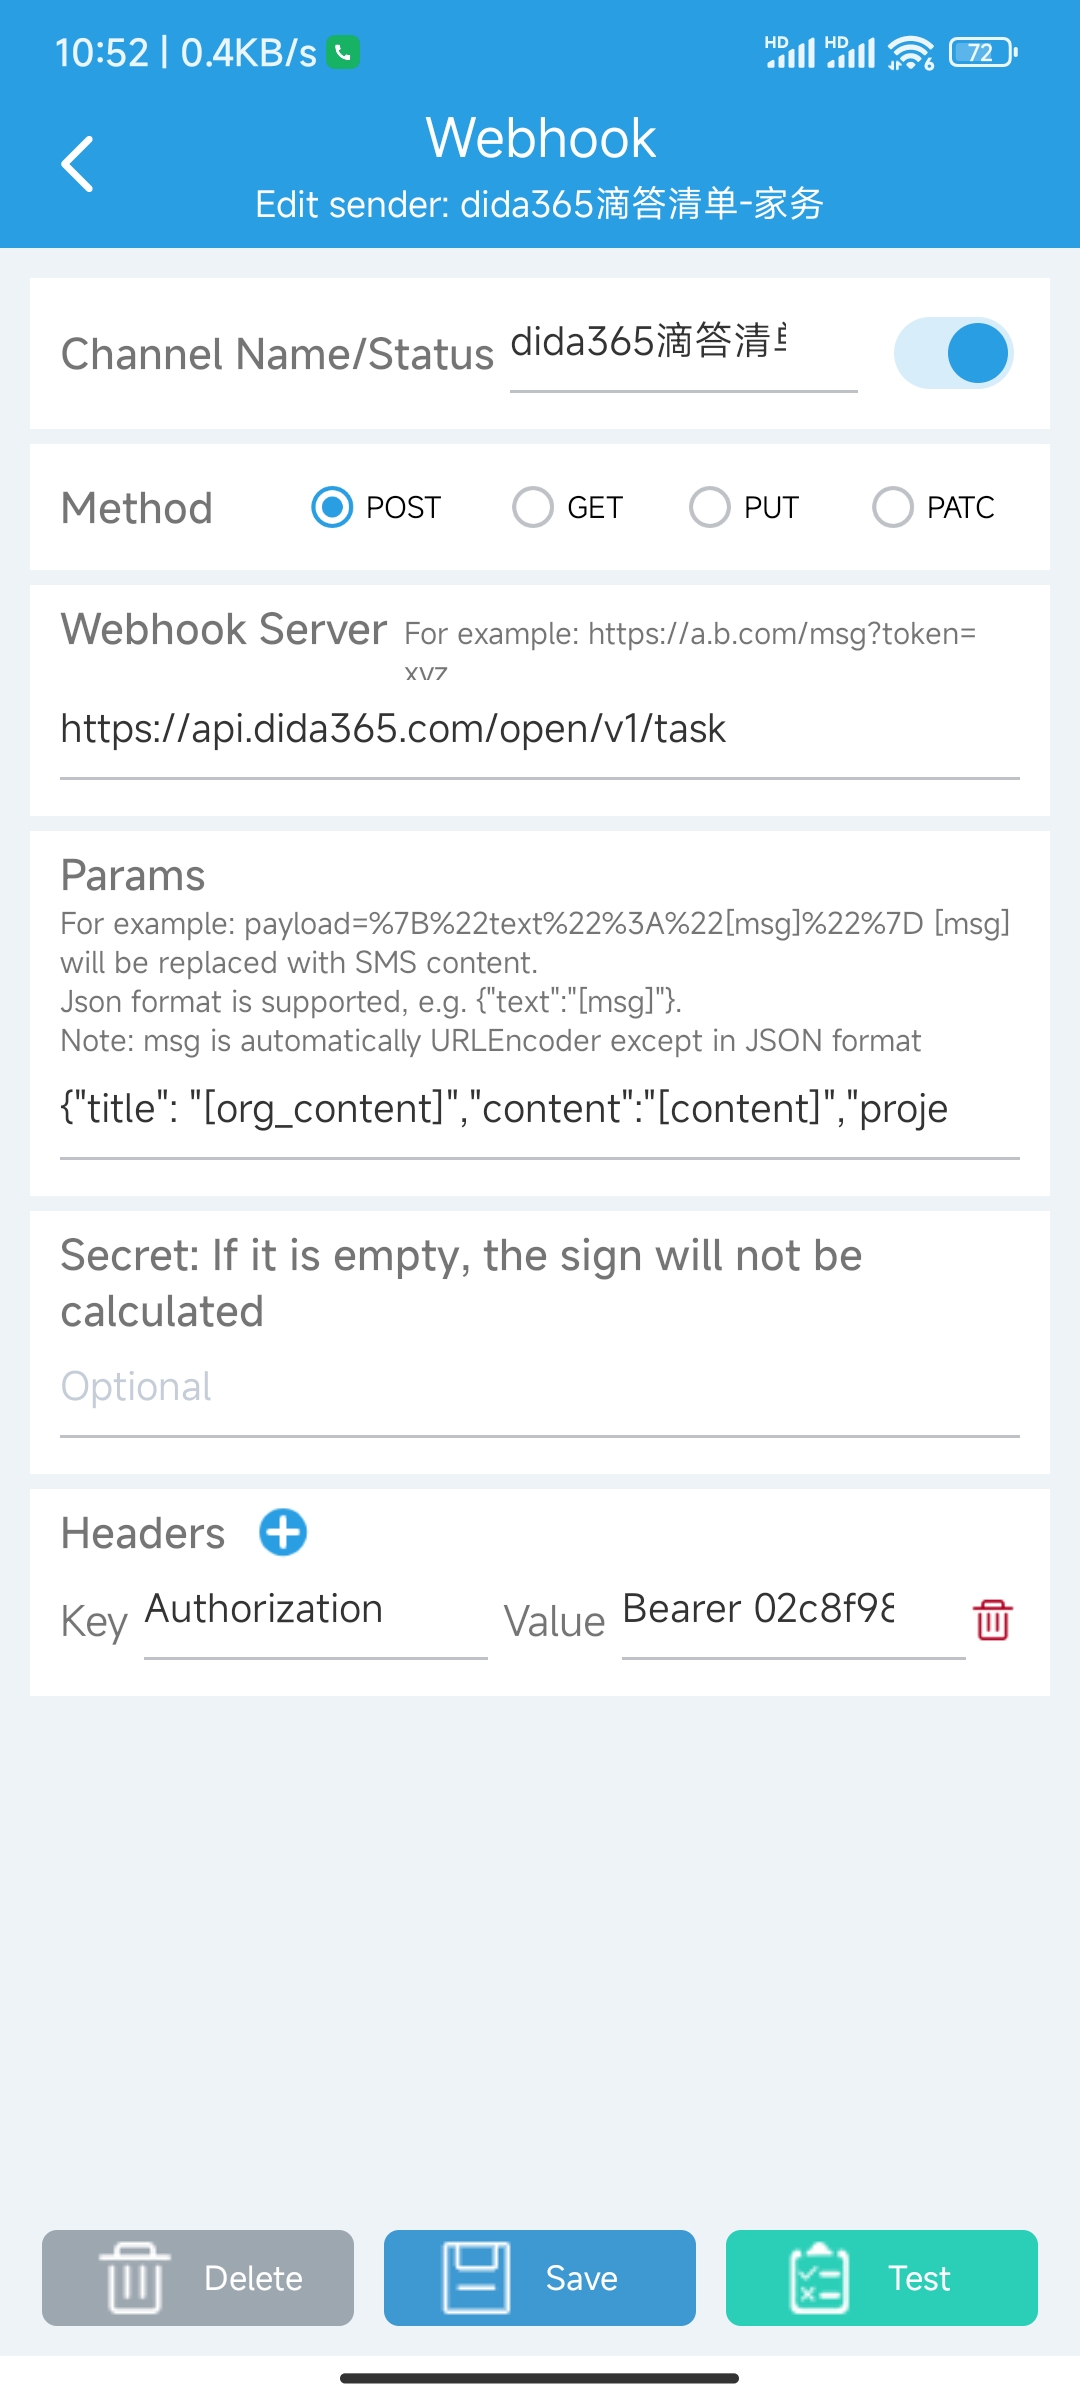 10:52 | 0.4KB/s
HD HD 6 72
Webhook
Edit sender: dida365滴答清单-家务
Channel Name/Status dida365滴答清
Method POST GET PUT PATC
Webhook Server For example: https://a.b.com/msg?token=
xyz
https://api.dida365.com/open/v1/task
Params
For example: payload=%7B%22text%22%3A%22[msg]%22%7D [msg]
will be replaced with SMS content.
Json format is supported, e.g. {"text":"[msg]"}.
Note: msg is automatically URLEncoder except in JSON format
{"title": "[org_content]","content":"[content]","proje
Secret: If it is empty, the sign will not be
calculated
Optional
Headers
Key Authorization Value Bearer 02c8f98
Delete Save Test